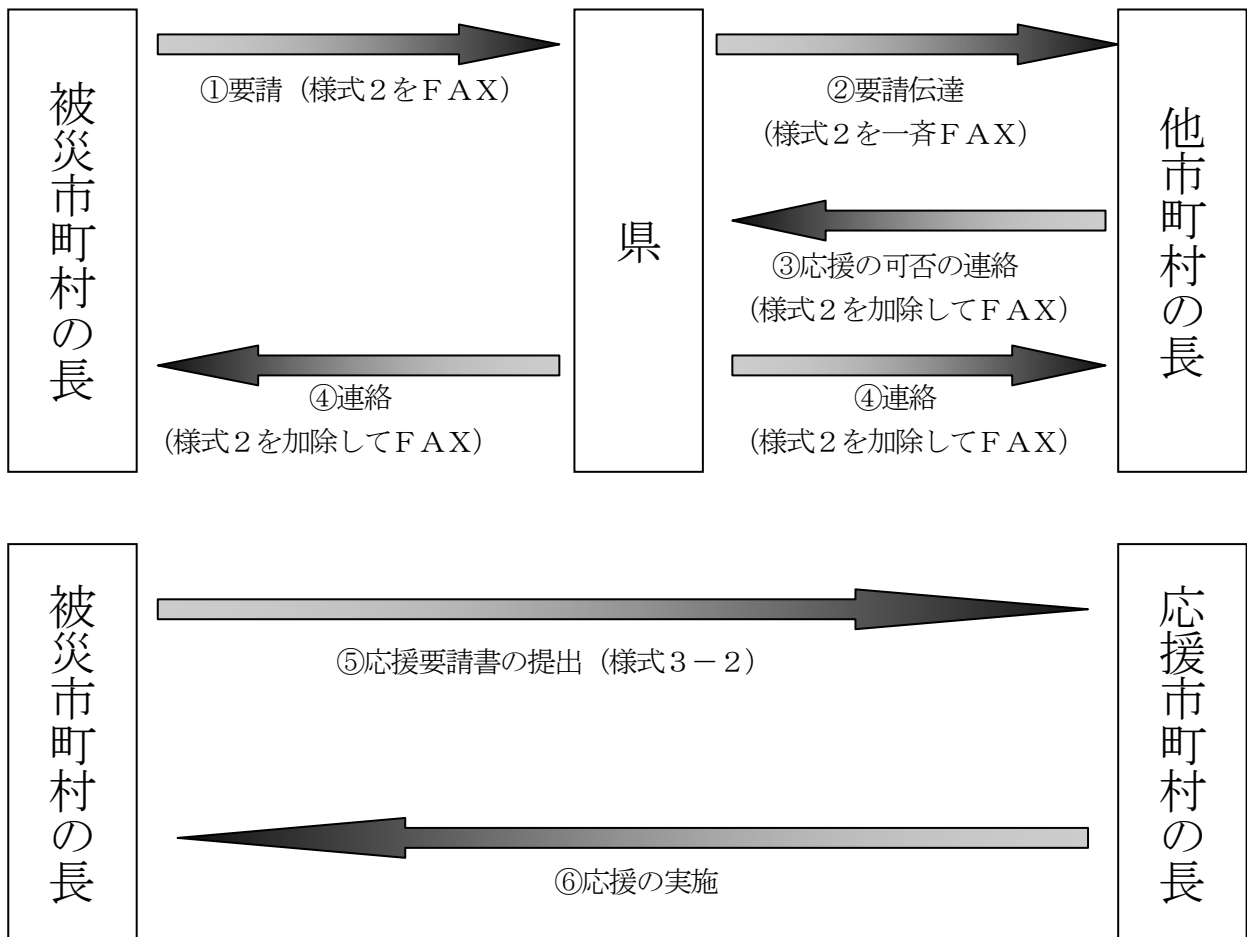 被災市町村の長
①要請（様式２をＦＡＸ）
県
②要請伝達
（様式２を一斉ＦＡＸ）
③応援の可否の連絡
（様式２を加除してＦＡＸ）
④連絡
（様式２を加除してＦＡＸ）
④連絡
（様式２を加除してＦＡＸ）
他市町村の長
被災市町村の長
⑤応援要請書の提出（様式３－２）
⑥応援の実施
応援市町村の長